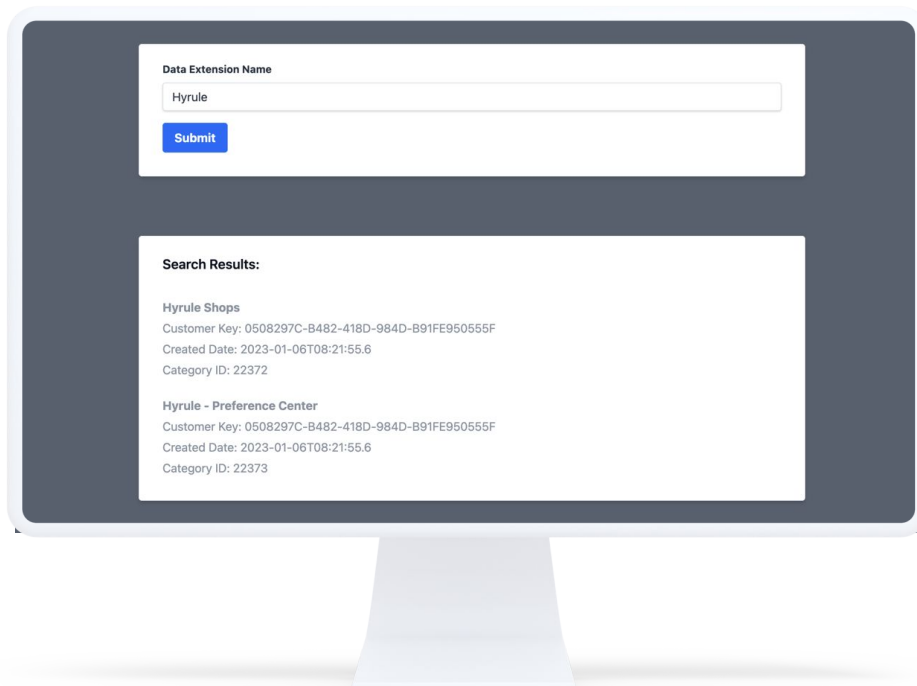 Data Extension Name
Hyrule
Submit
Search Results:
Hyrule Shops
Customer Key: 0508297C-B482-418D-984D-B91FE950555F
Created Date: 2023-01-06T08:21:55.6
Category ID: 22372
Hyrule - Preference Center
Customer Key: 0508297C-B482-418D-984D-B91FE950555F
Created Date: 2023-01-06T08:21:55.6
Category ID: 22373